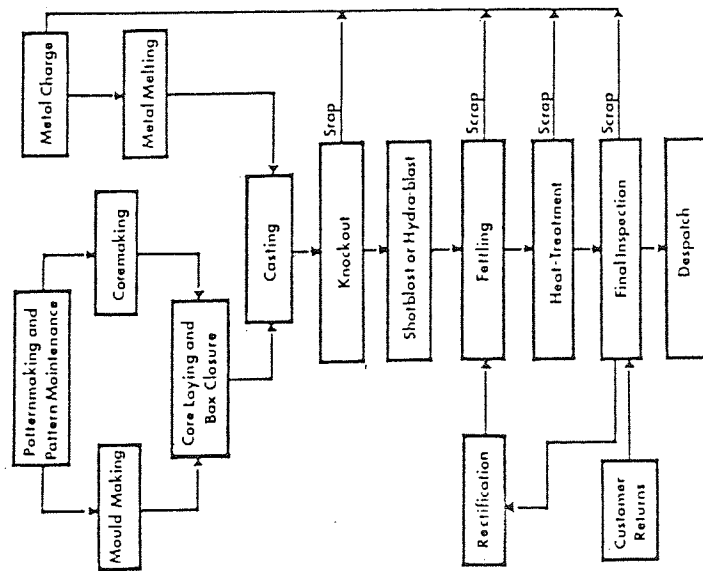 Patternmaking and
Pattern Maintenance
Mould Making
Coremaking
Core Laying and
Box Closure
Metal Charge
Metal Melting
Casting
Knockout
Srap
Shotblast or Hydra-blast
Fettling
Scrap
Rectification
Heat-Treatment
Scrap
Final Inspection
Scrap
Customer
Returns
Despatch